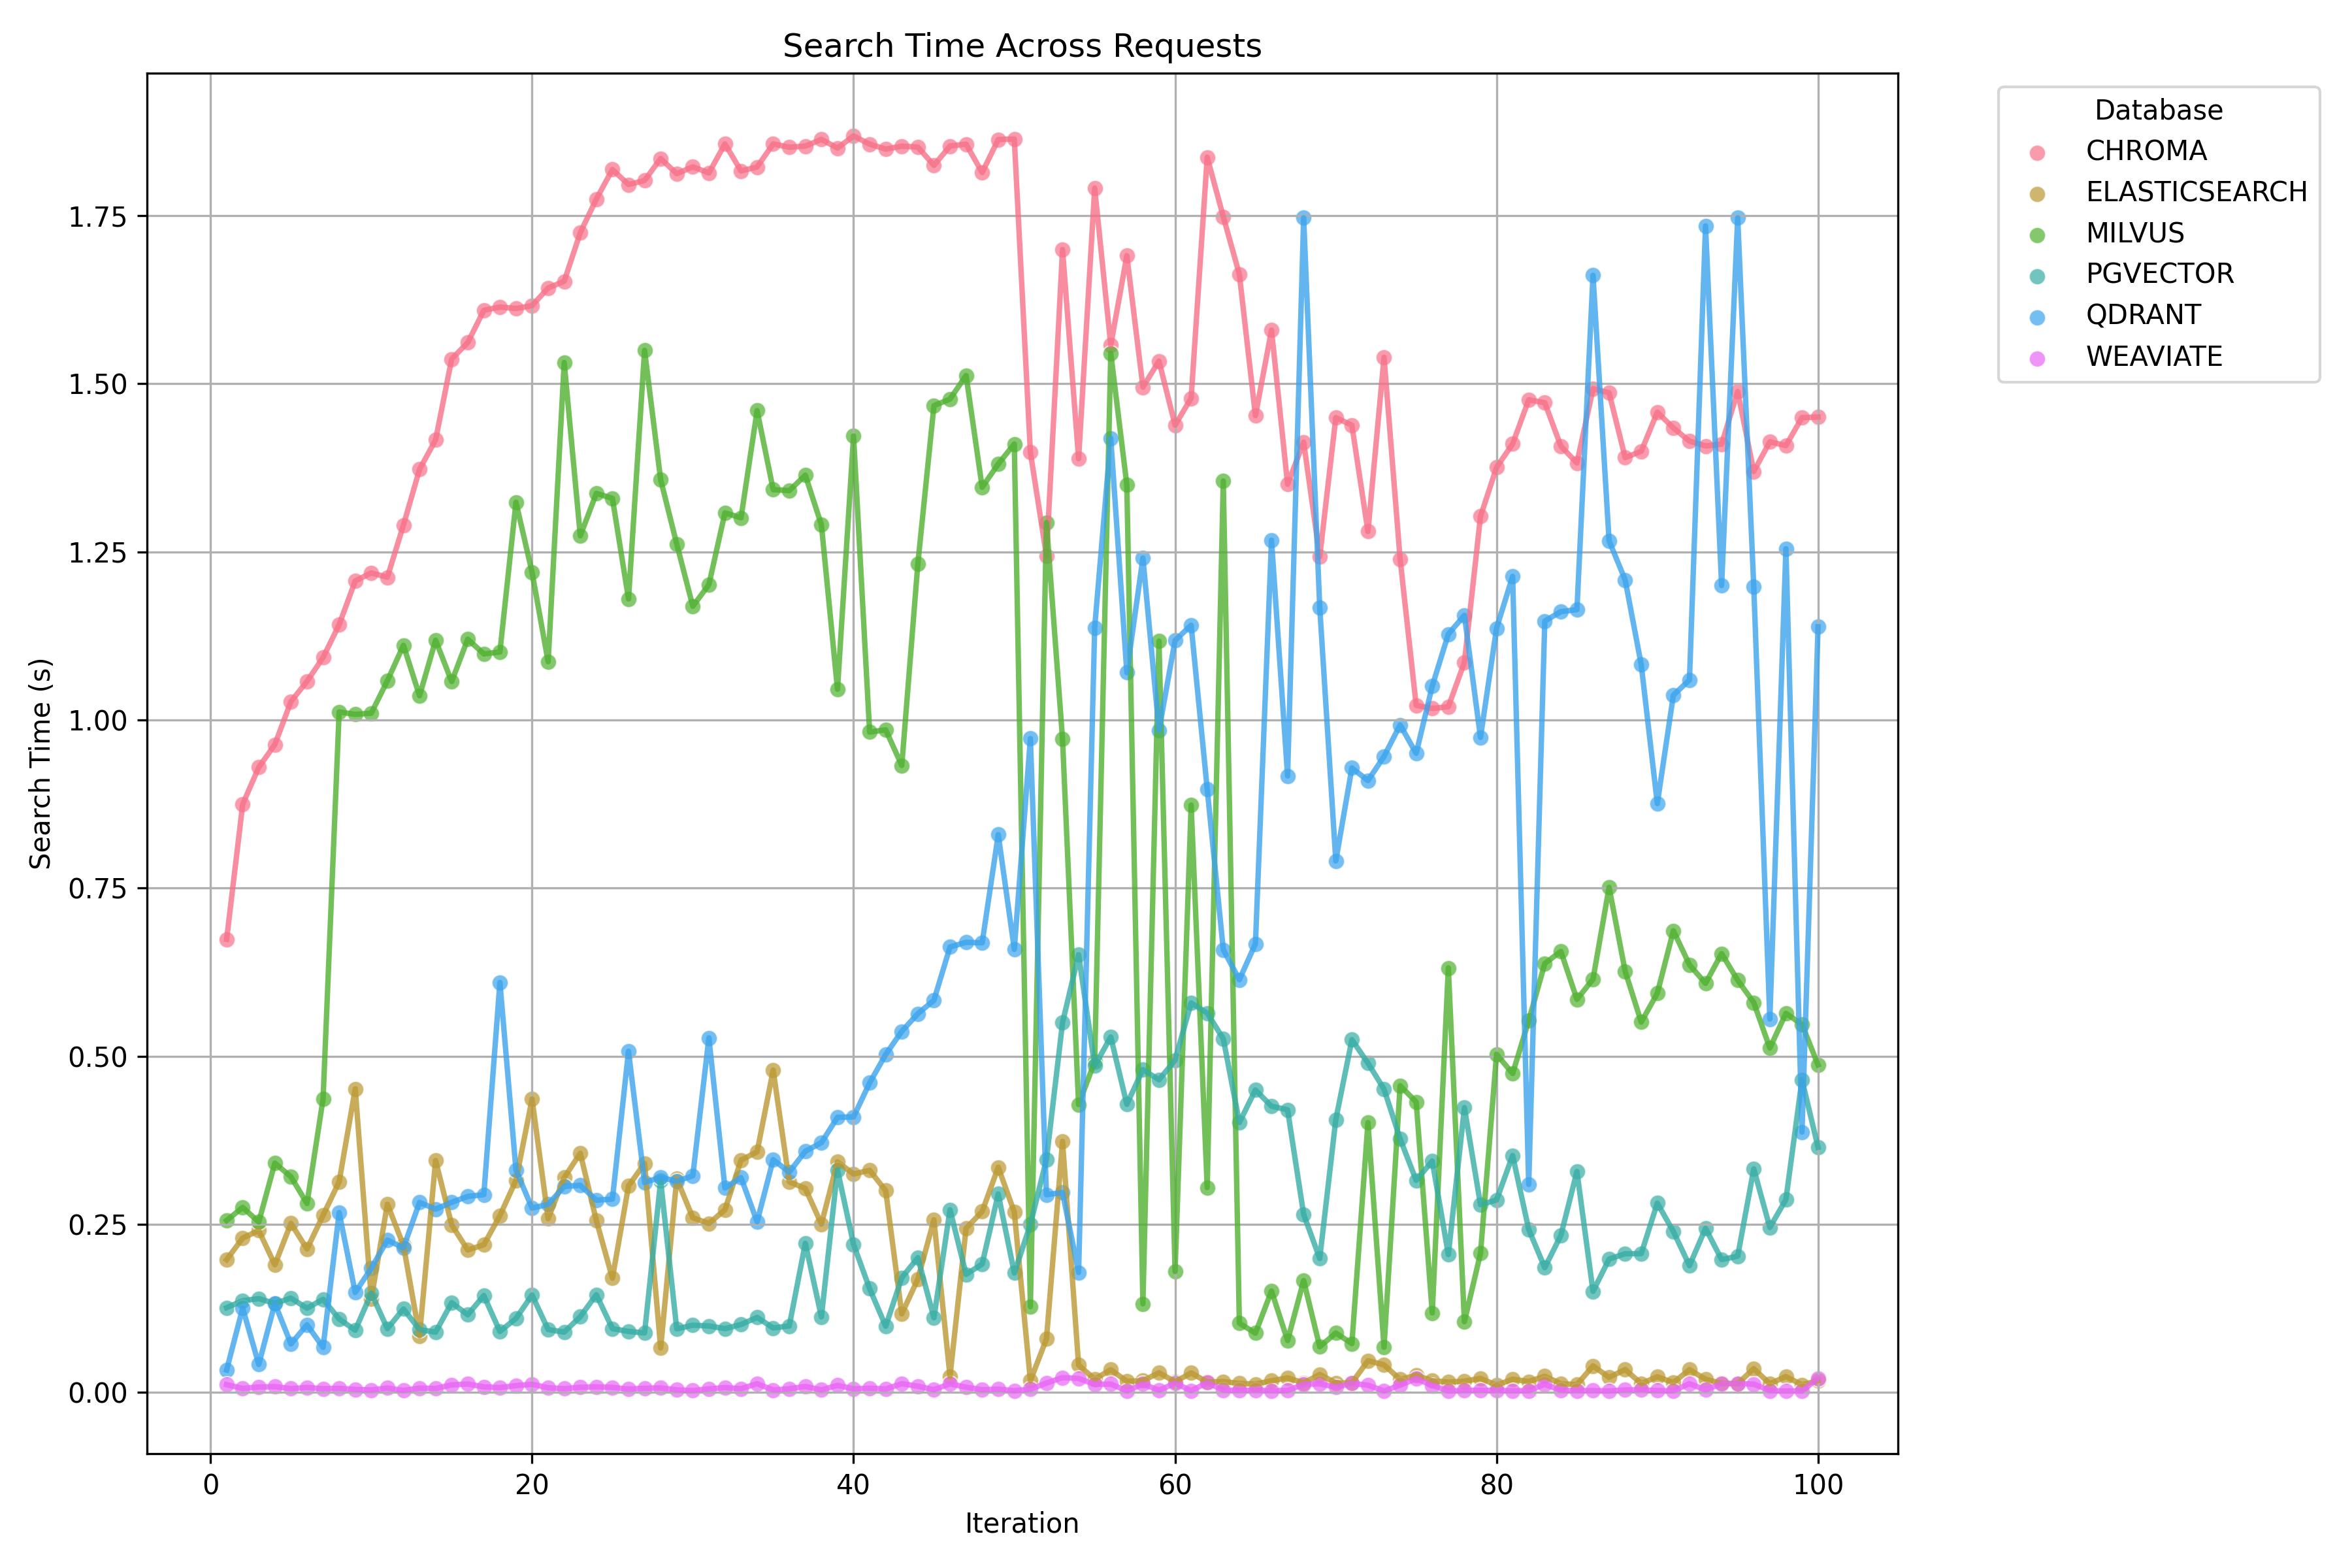 Search Time Across Requests
Database
CHROMA
ELASTICSEARCH
MILVUS
PGVECTOR
QDRANT
WEAVIATE
Search Time (s)
1.75
1.50
1.25
1.00
0.75
0.50
0.25
0.00
0 20 40 60 80 100
Iteration